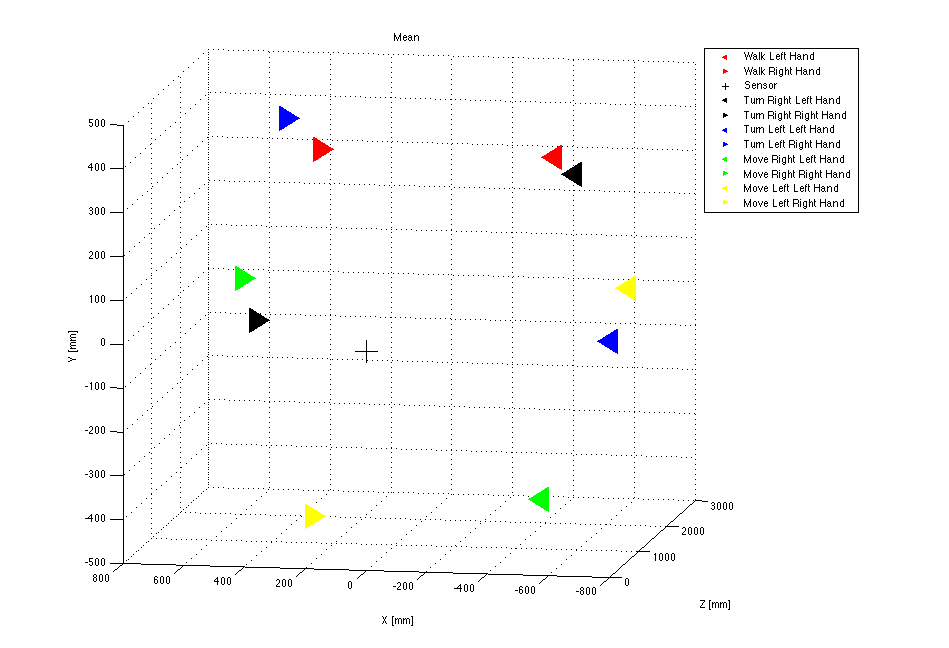 Mean
Walk Left Hand
Walk Right Hand
Sensor
Turn Right Left Hand
Turn Right Right Hand
Turn Left Left Hand
Turn Left Right Hand
Move Right Left Hand
Move Right Right Hand
Move Left Left Hand
Move Left Right Hand
500
400
300
200
100
0
-100
-200
-300
-400
-500
Y [mm]
800
600
400
200
0
-200
-400
-600
-800
X [mm]
3000
2000
1000
0
Z [mm]